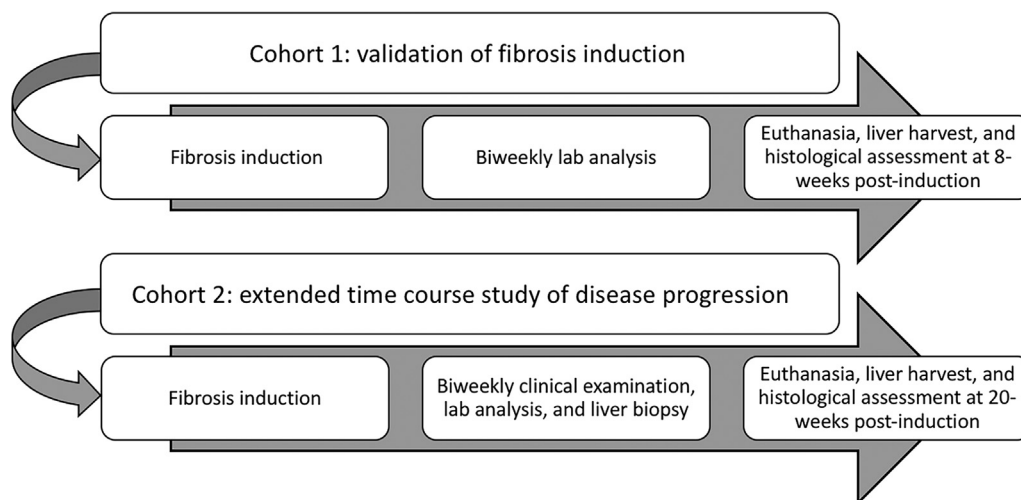 Cohort 1: validation of fibrosis induction
Fibrosis induction
Biweekly lab analysis
Euthanasia, liver harvest, and
histological assessment at 8-
weeks post-induction
Cohort 2: extended time course study of disease progression
Fibrosis induction
Biweekly clinical examination,
lab analysis, and liver biopsy
Euthanasia, liver harvest, and
histological assessment at 20-
weeks post-induction